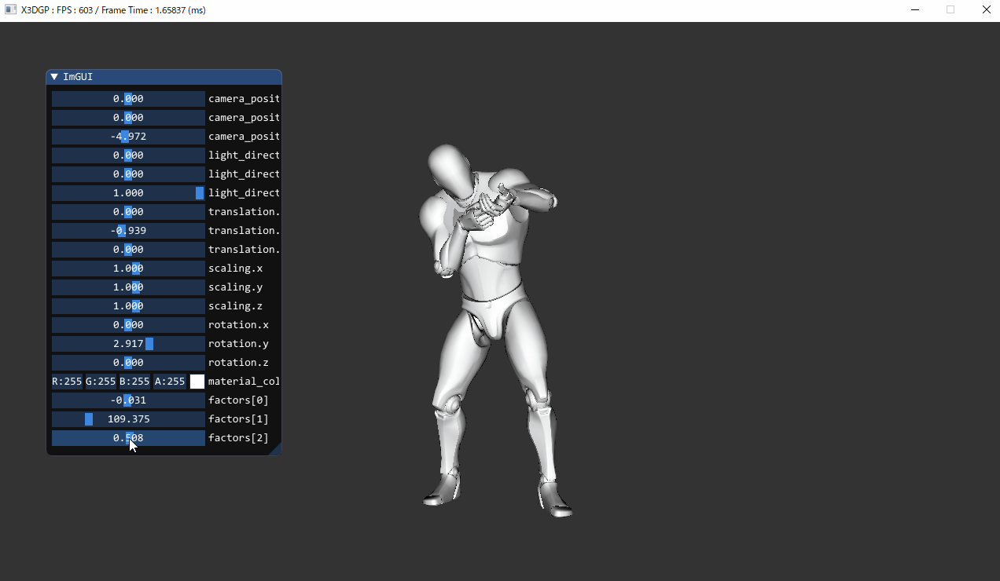 X3DGP : FPS : 603 / Frame Time : 1.65837 (ms)
ImGUI
0.000 camera_posit
0.000 camera_posit
-4.972 camera_posit
0.000 light_direct
0.000 light_direct
1.000 light_direct
0.000 translation.
-0.939 translation.
0.000 translation.
1.000 scaling.x
1.000 scaling.y
1.000 scaling.z
0.000 rotation.x
2.917 rotation.y
0.000 rotation.z
R:255 G:255 B:255 A:255 material_col
-0.031 factors[0]
109.375 factors[1]
0.508 factors[2]